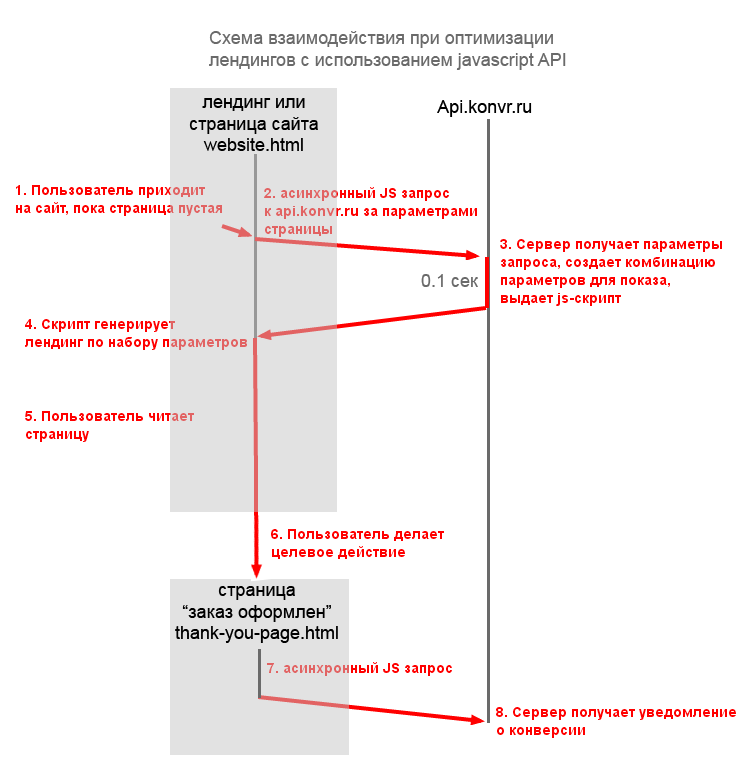 Схема взаимодействия при оптимизации
лендингов с использованием javascript API
лендинг или
страница сайта
website.html
Api.konvr.ru
1. Пользователь приходит
на сайт, пока страница пустая
2. асинхронный JS запрос
к api.konvr.ru за параметрами
страницы
3. Сервер получает параметры
запроса, создает комбинацию
параметров для показа,
выдает js-скрипт
0.1 сек
4. Скрипт генерирует
лендинг по набору параметров
5. Пользователь читает
страницу
6. Пользователь делает
целевое действие
страница
“заказ оформлен”
thank-you-page.html
7. асинхронный JS запрос
8. Сервер получает уведомление
о конверсии